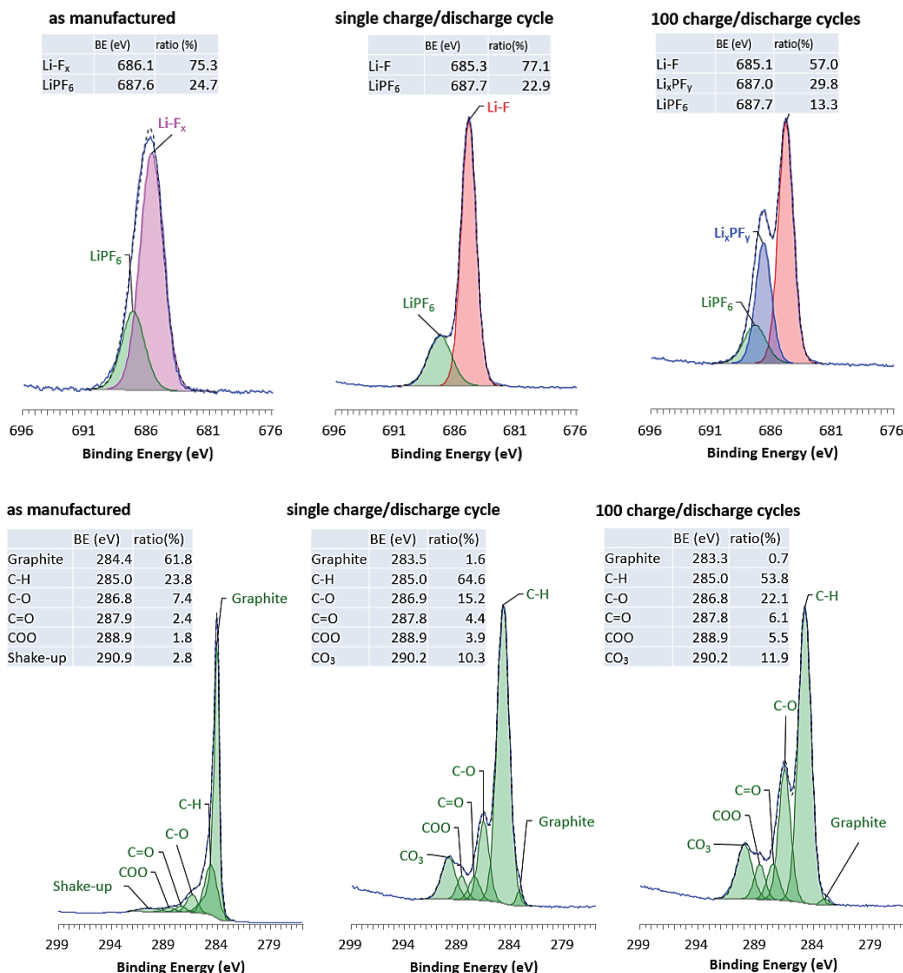 as manufactured
BE (eV) ratio (%)
Li-Fₓ 686.1 75.3
LiPF₆ 687.6 24.7
Li-Fₓ
LiPF₆
696 691 686 681 676
Binding Energy (eV)
single charge/discharge cycle
BE (eV) ratio(%)
Li-F 685.3 77.1
LiPF₆ 687.7 22.9
Li-F
LiPF₆
696 691 686 681 676
Binding Energy (eV)
100 charge/discharge cycles
BE (eV) ratio (%)
Li-F 685.1 57.0
LiₓPFᵧ 687.0 29.8
LiPF₆ 687.7 13.3
LiₓPFᵧ
LiPF₆
696 691 686 681 676
Binding Energy (eV)
as manufactured
BE (eV) ratio(%)
Graphite 284.4 61.8
C-H 285.0 23.8
C-O 286.8 7.4
C=O 287.9 2.4
COO 288.9 1.8
Shake-up 290.9 2.8
Graphite
C-H
C-O
C=O
COO
Shake-up
299 294 289 284 279
Binding Energy (eV)
single charge/discharge cycle
BE (eV) ratio(%)
Graphite 283.5 1.6
C-H 285.0 64.6
C-O 286.9 15.2
C=O 287.8 4.4
COO 288.9 3.9
CO₃ 290.2 10.3
C-H
C-O
C=O
COO
Graphite
CO₃
299 294 289 284 279
Binding Energy (eV)
100 charge/discharge cycles
BE (eV) ratio(%)
Graphite 283.3 0.7
C-H 285.0 53.8
C-O 286.8 22.1
C=O 287.8 6.1
COO 288.9 5.5
CO₃ 290.2 11.9
C-H
C-O
C=O
COO
Graphite
CO₃
299 294 289 284 279
Binding Energy (eV)